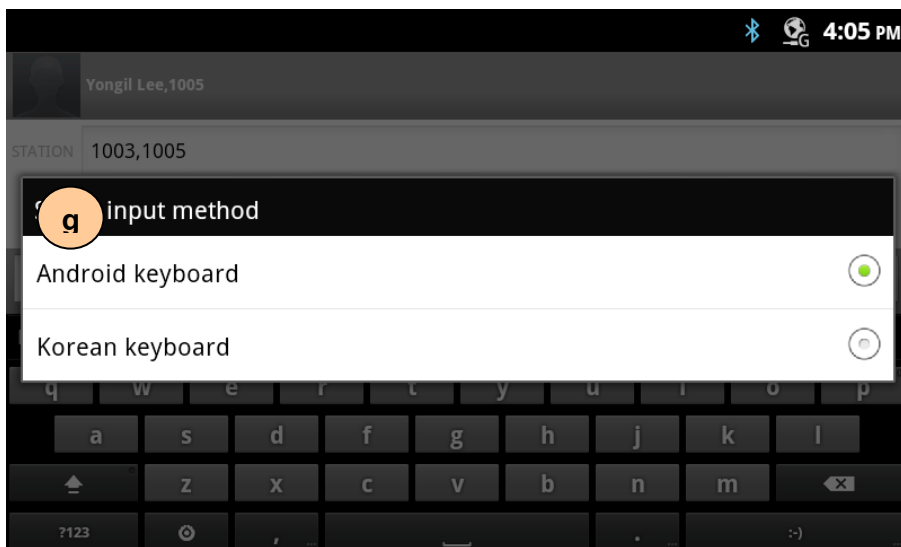 4:05 PM
Yongil Lee,1005
STATION 1003,1005
g input method
Android keyboard
Korean keyboard
q w e r t y u i o p
a s d f g h j k l
z x c v b n m
?123 , . :-)